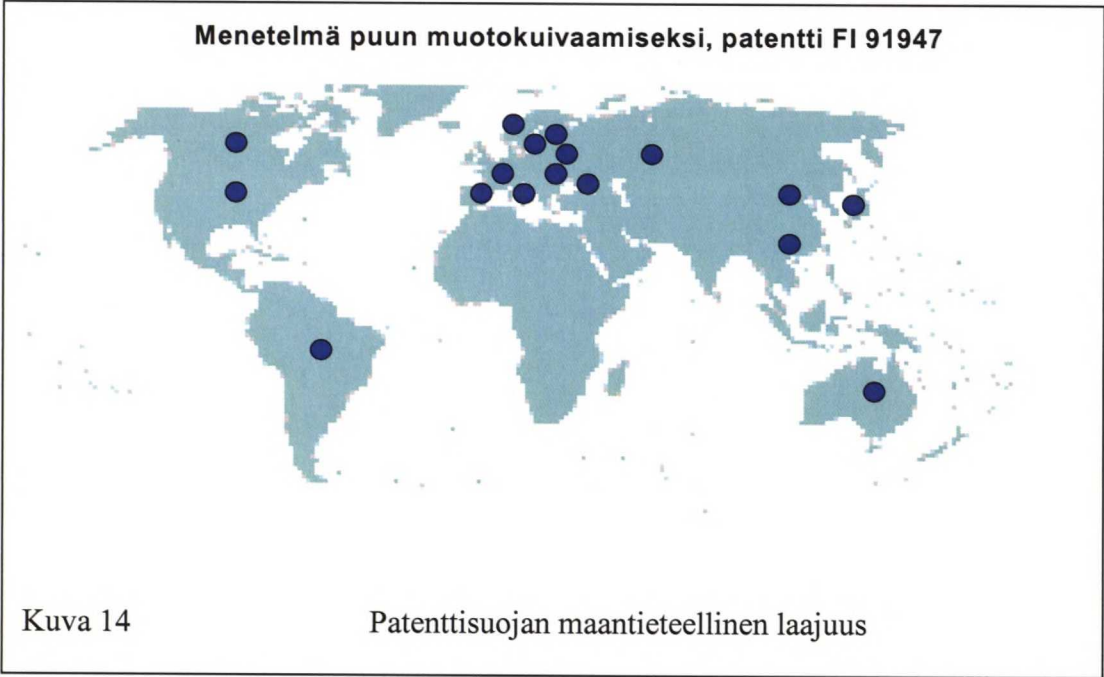 Menetelmä puun muotokuivaamiseksi, patentti FI 91947
Kuva 14 Patenttisuojan maantieteellinen laajuus